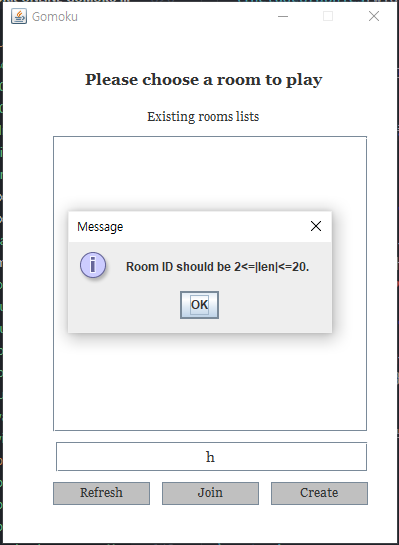 Gomoku
Please choose a room to play
Existing rooms lists
Message
Room ID should be 2<=|len|<=20.
OK
h
Refresh
Join
Create